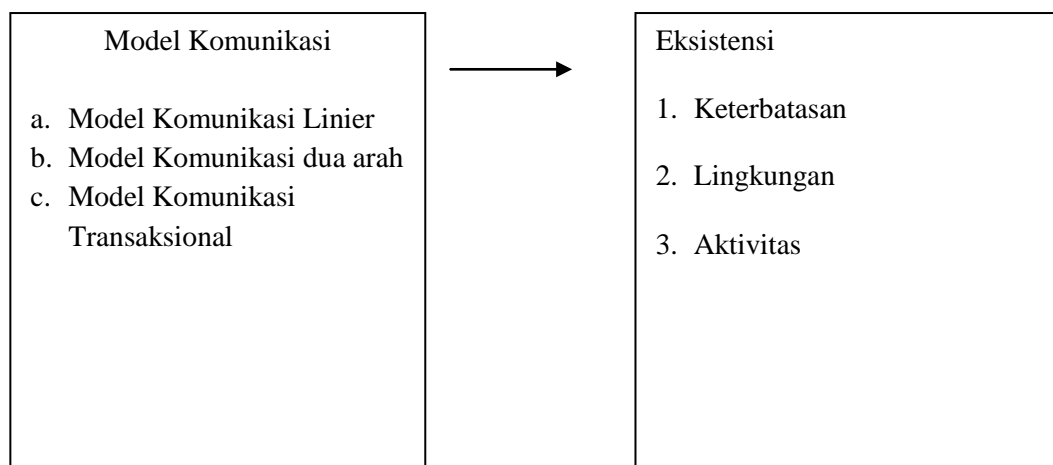 Model Komunikasi
a. Model Komunikasi Linier
b. Model Komunikasi dua arah
c. Model Komunikasi
Transaksional
Eksistensi
1. Keterbatasan
2. Lingkungan
3. Aktivitas